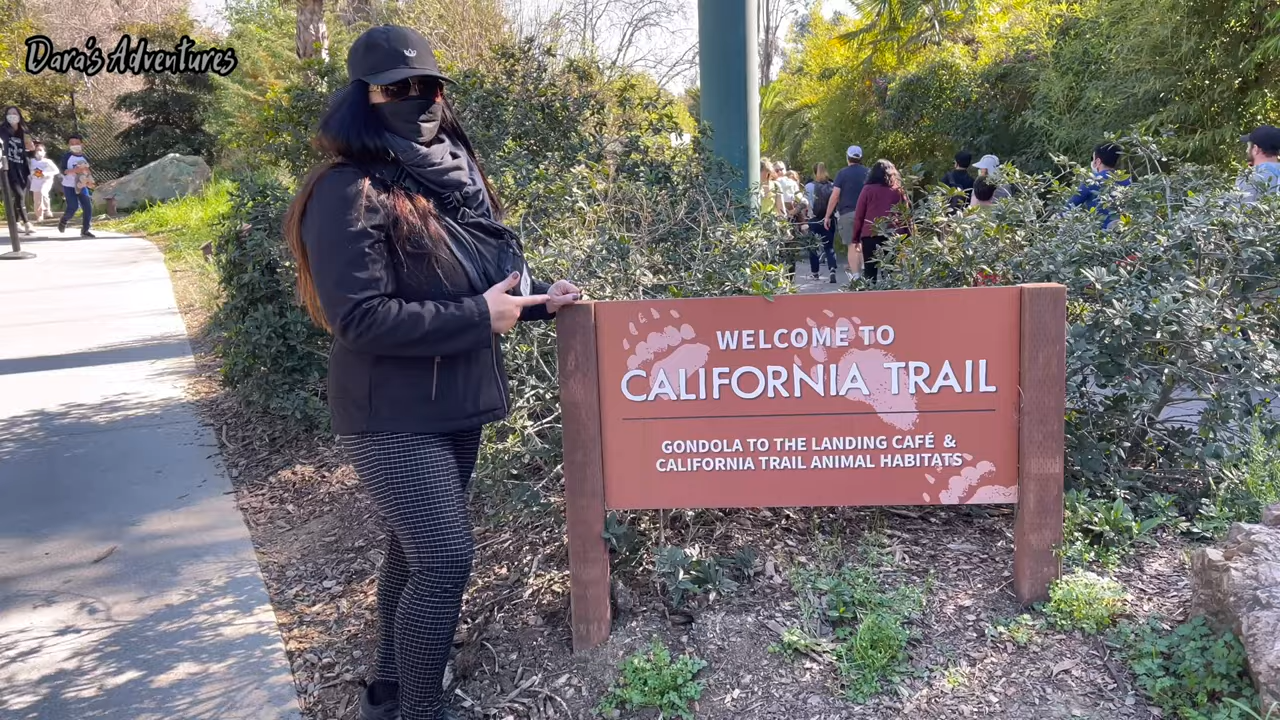 Dara's Adventures
WELCOME TO
CALIFORNIA TRAIL
GONDOLA TO THE LANDING CAFÉ &
CALIFORNIA TRAIL ANIMAL HABITATS